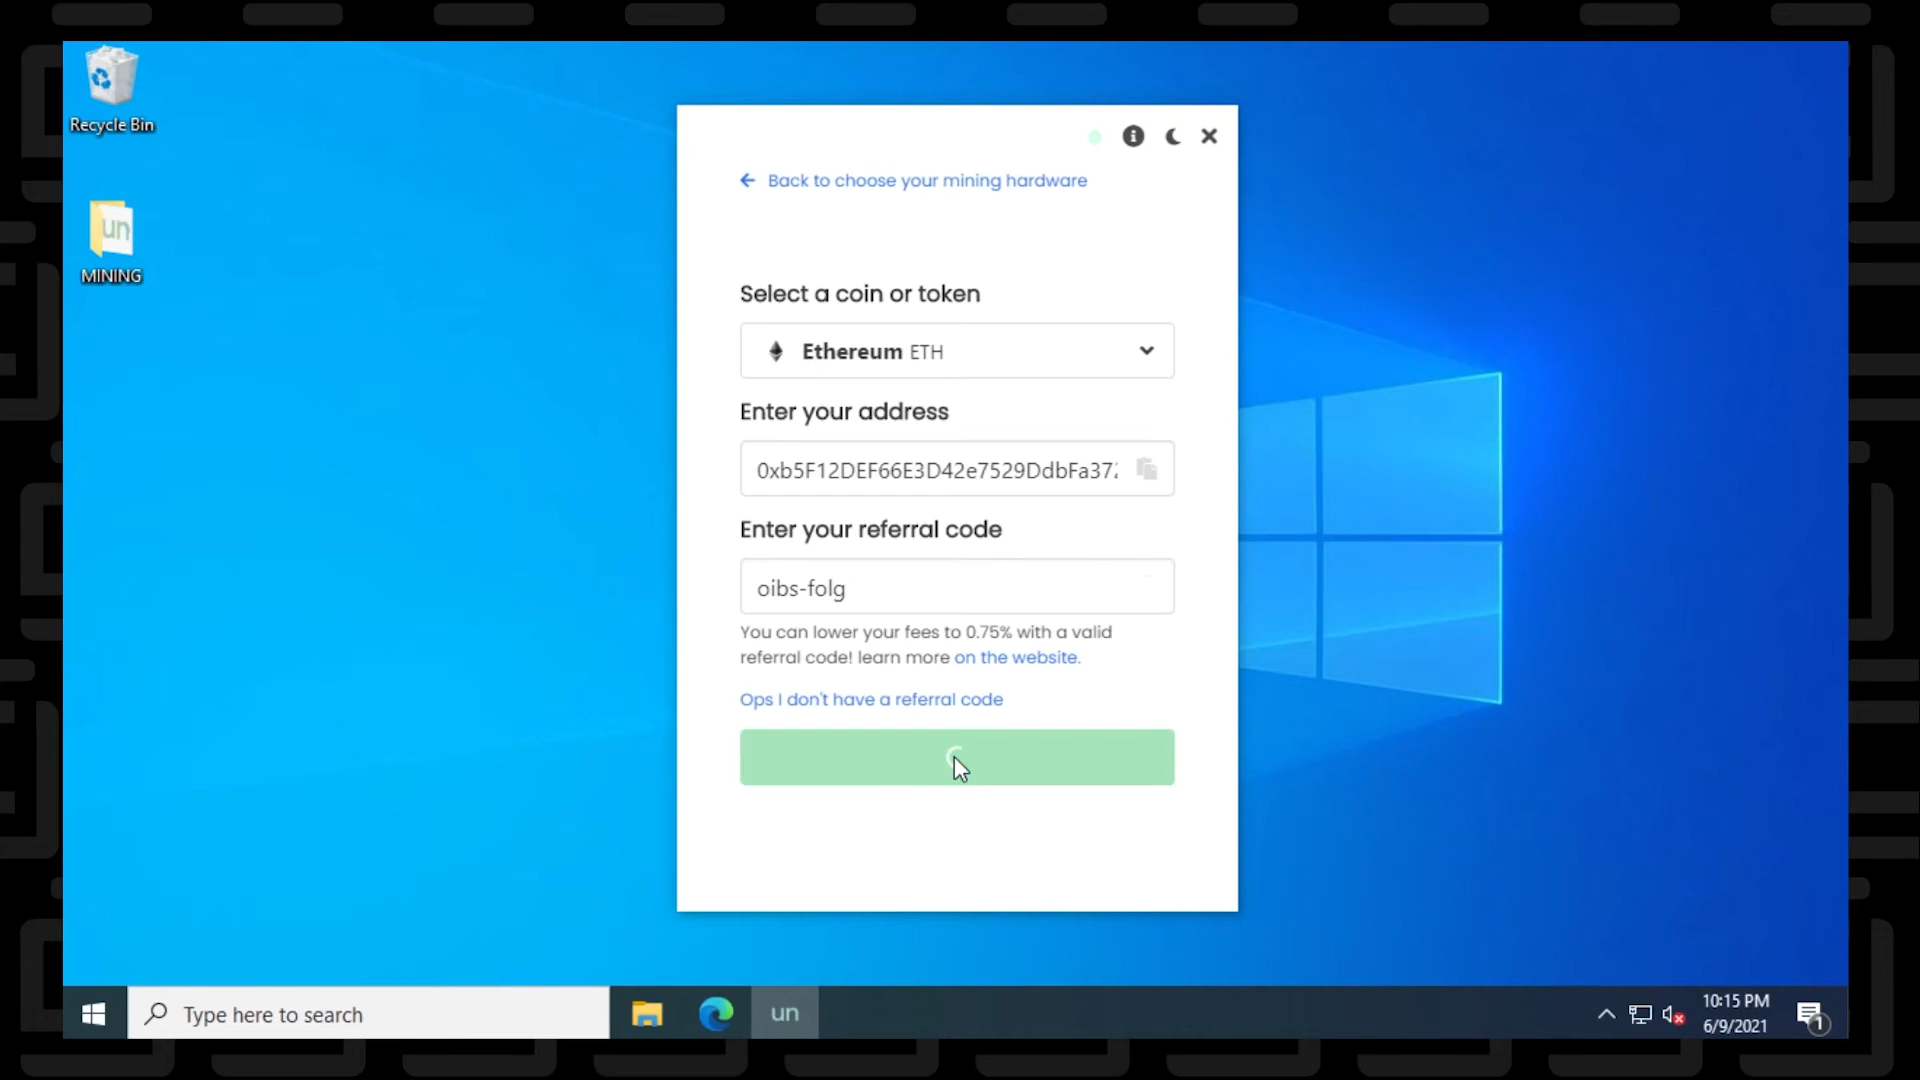 Recycle Bin
un
MINING
Back to choose your mining hardware
Select a coin or token
Ethereum ETH
Enter your address
0xb5F12DEF66E3D42e7529DdbFa37
Enter your referral code
oibs-folg
You can lower your fees to 0.75% with a valid
referral code! learn more on the website.
Ops I don't have a referral code
Type here to search
un
10:15 PM
6/9/2021
1